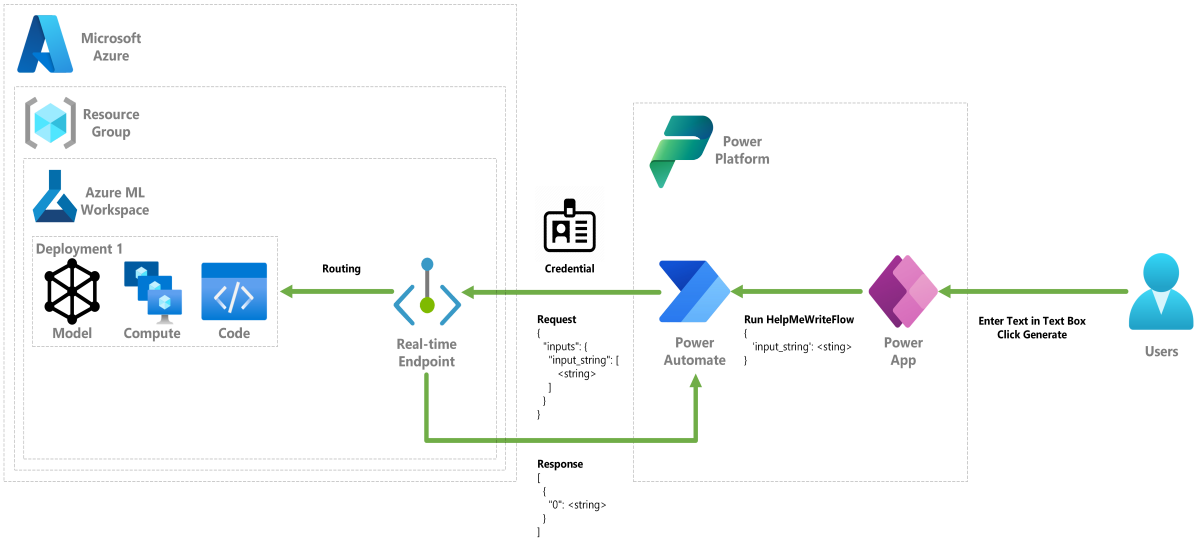 Microsoft
Azure
Resource
Group
Azure ML
Workspace
Deployment 1
Model
Compute
Code
Routing
Real-time
Endpoint
Credential
Request
{
"inputs": {
"input_string": [
<string>
]
}
}
Response
[
{
"0": <string>
}
]
Power
Platform
Power
Automate
Run HelpMeWriteFlow
{
'input_string': <sting>
}
Power
App
Enter Text in Text Box
Click Generate
Users